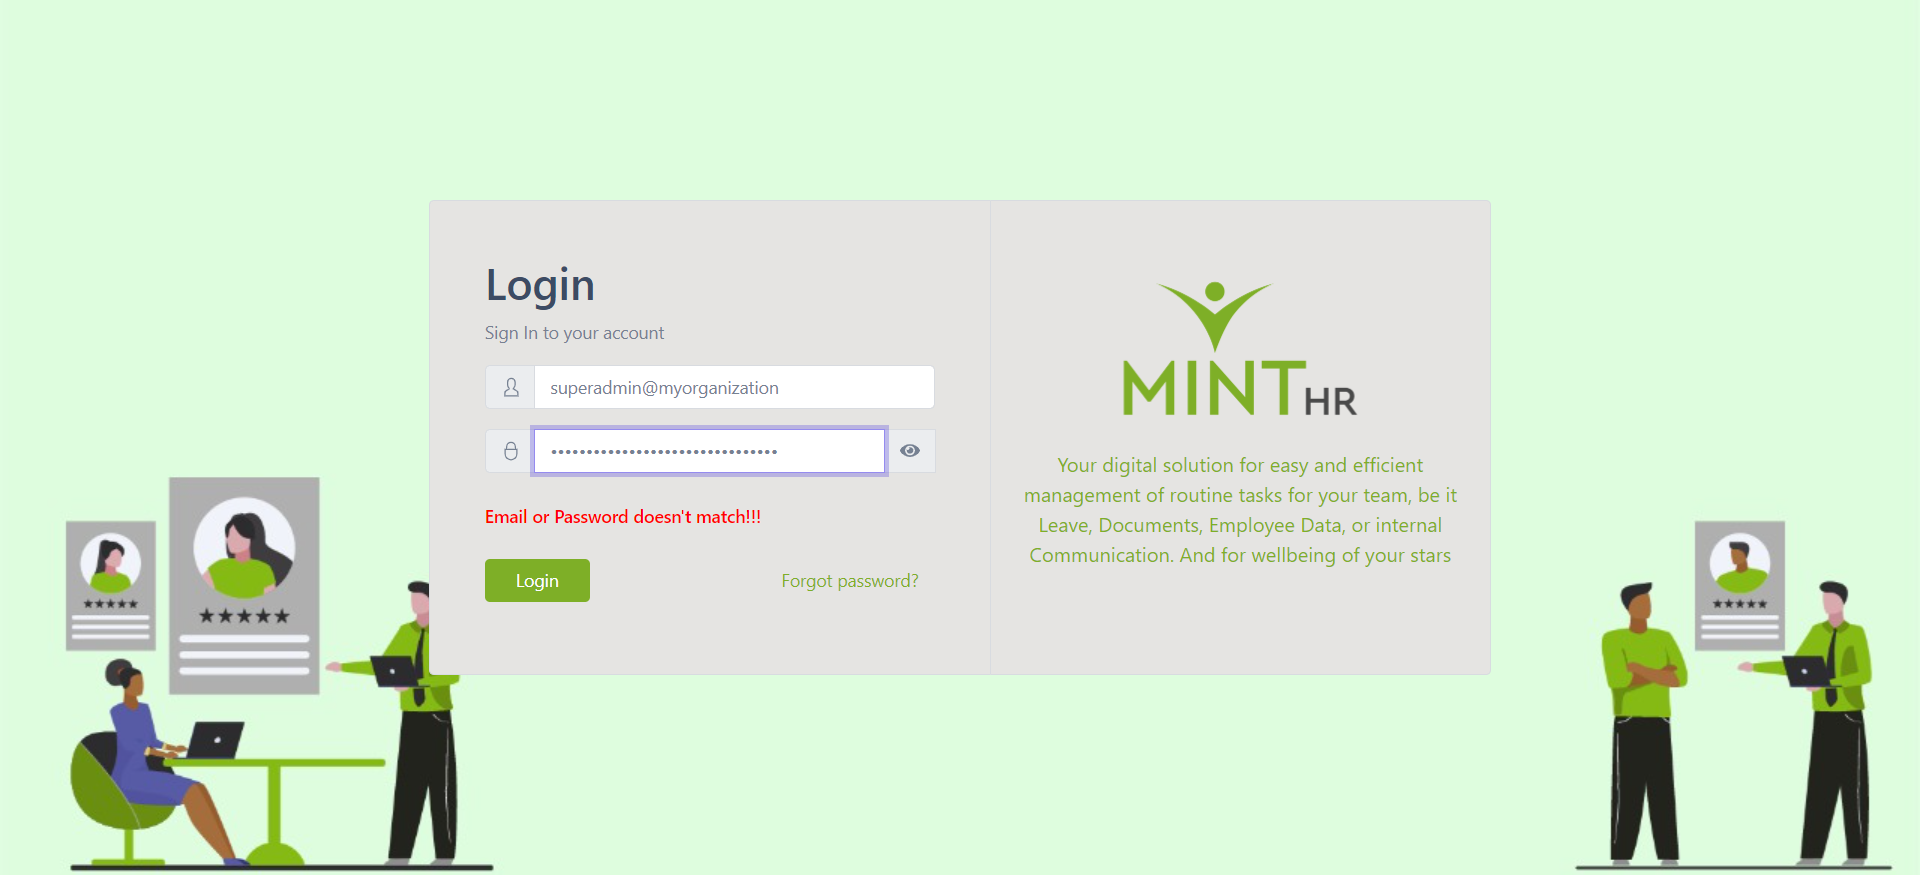 Login
Sign In to your account
superadmin@myorganization
••••••••••••••••••••••••••••••••
Email or Password doesn't match!!!
Login
Forgot password?
MINT HR
Your digital solution for easy and efficient
management of routine tasks for your team, be it
Leave, Documents, Employee Data, or internal
Communication. And for wellbeing of your stars